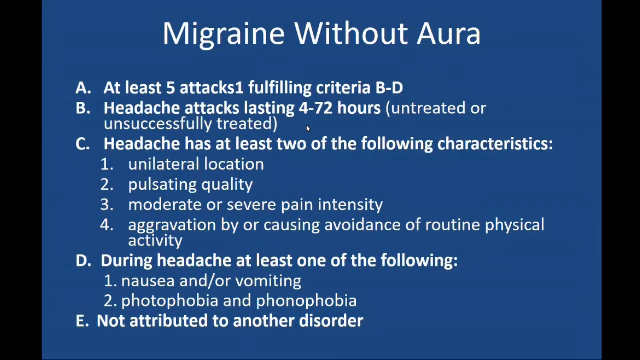 Migraine Without Aura
A. At least 5 attacks1 fulfilling criteria B-D
B. Headache attacks lasting 4-72 hours (untreated or
unsuccessfully treated)
C. Headache has at least two of the following characteristics:
1. unilateral location
2. pulsating quality
3. moderate or severe pain intensity
4. aggravation by or causing avoidance of routine physical
activity
D. During headache at least one of the following:
1. nausea and/or vomiting
2. photophobia and phonophobia
E. Not attributed to another disorder